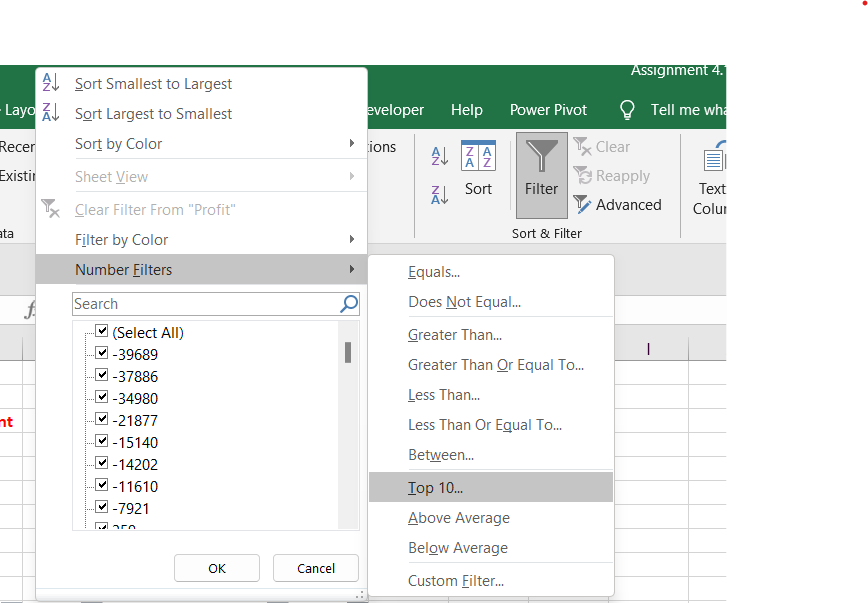 Assignment 4.
Layo
eveloper
Help
Power Pivot
Tell me wha
Sort Smallest to Largest
Sort Largest to Smallest
Sort by Color
Sheet View
Clear Filter From "Profit"
Filter by Color
Number Filters
Search
(Select All)
-39689
-37886
-34980
-21877
-15140
-14202
-11610
-7921
OK
Cancel
Recer
Existin
ata
ions
Sort
Filter
Clear
Reapply
Advanced
Sort & Filter
Text
Colu
Equals...
Does Not Equal...
Greater Than...
Greater Than Or Equal To...
Less Than...
Less Than Or Equal To...
Between...
Top 10...
Above Average
Below Average
Custom Filter...
I
nt